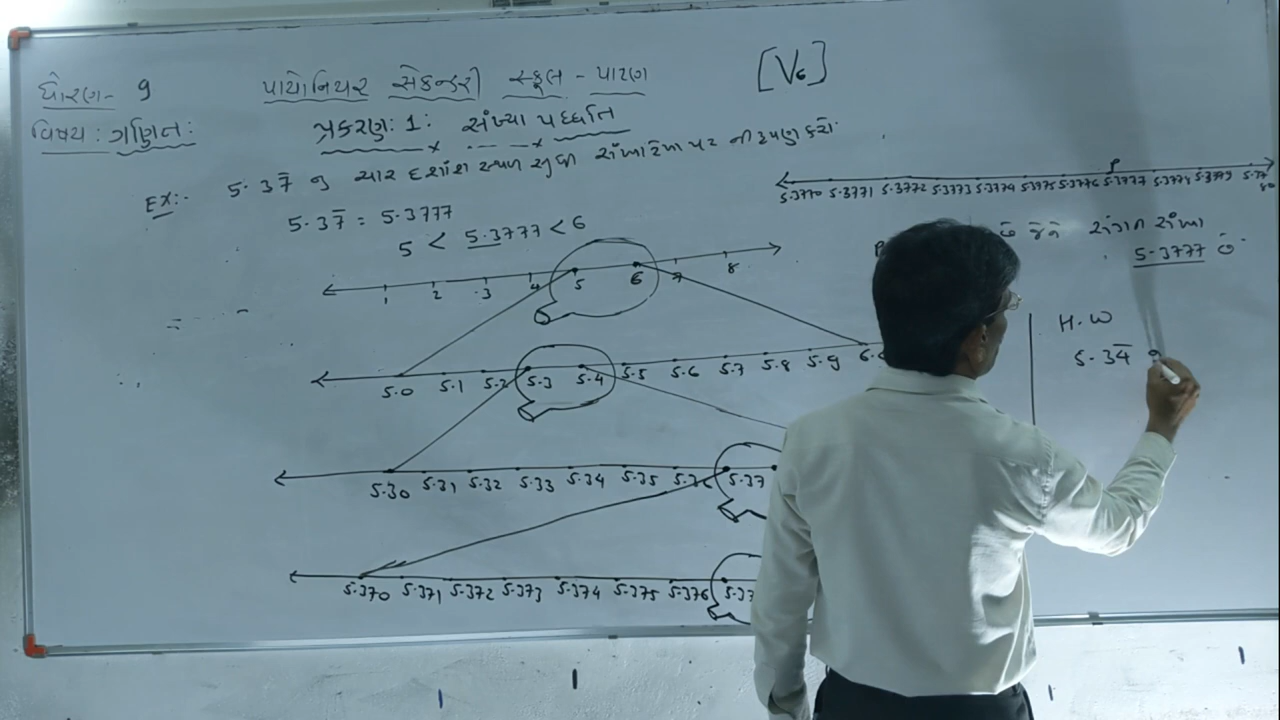 ધોરણ- 9
પાયોનિયર સેકન્ડરી સ્કૂલ - પાટણ
[V6]
વિષય: ગણિત:
પ્રકરણ: 1: સંખ્યા પદ્ધતિ
Ex:- 5.37̅ નું ચાર દશાંશ સ્થળ સુધી સંખ્યારેખા પર નીરૂપણ કરો
5.37̅ = 5.3777
5 < 5.3777 < 6
1 2 3 4 5 6 7 8
5.0 5.1 5.2 5.3 5.4 5.5 5.6 5.7 5.8 5.9
5.30 5.31 5.32 5.33 5.34 5.35 5.36 5.37
5.370 5.371 5.372 5.373 5.374 5.375 5.376
P
5.3770 5.3771 5.3772 5.3773 5.3774 5.3775 5.3776 5.3777 5.3778 5.3779 5.3780
છે જેને સંગત સંખ્યા
5.3777 છે.
H.W
5.34̅